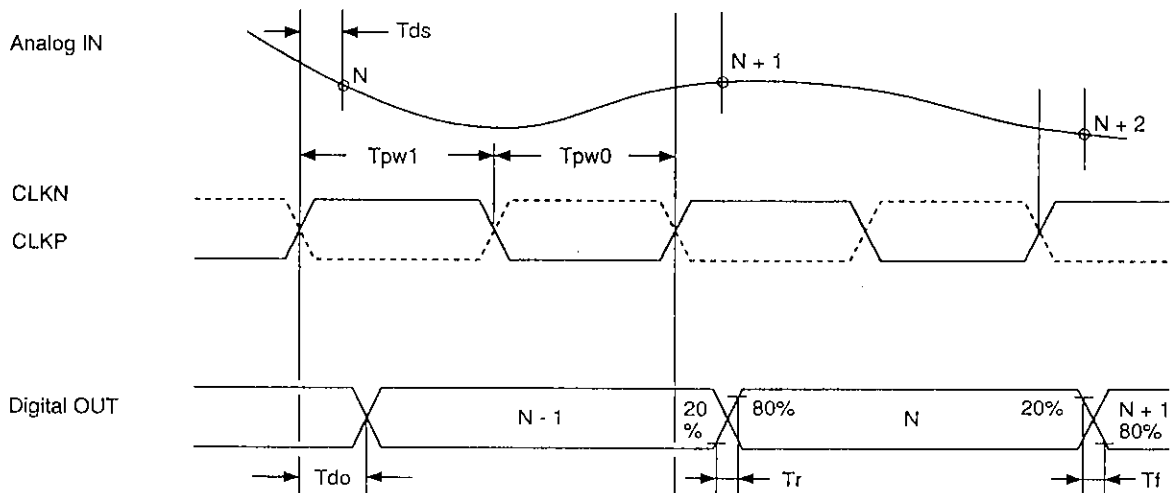 Analog IN
Tds
N
N + 1
N + 2
Tpw1
Tpw0
CLKN
CLKP
Digital OUT
N - 1
20
%
80%
N
20%
N + 1
80%
Tdo
Tr
Tf